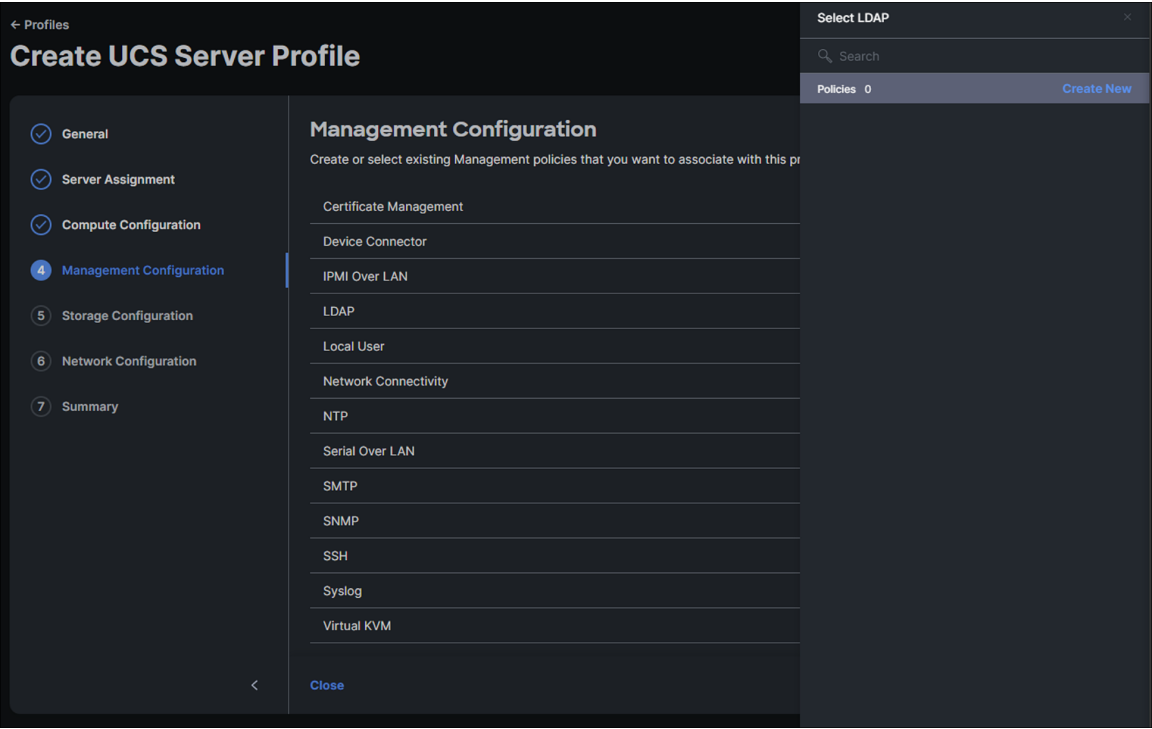 ← Profiles
Create UCS Server Profile
General
Server Assignment
Compute Configuration
4 Management Configuration
5 Storage Configuration
6 Network Configuration
7 Summary
Management Configuration
Create or select existing Management policies that you want to associate with this pr
Certificate Management
Device Connector
IPMI Over LAN
LDAP
Local User
Network Connectivity
NTP
Serial Over LAN
SMTP
SNMP
SSH
Syslog
Virtual KVM
Close
Select LDAP
Search
Policies 0 Create New